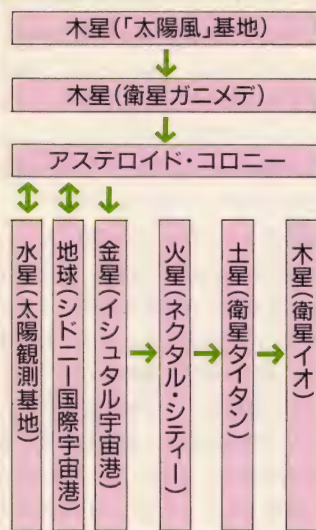 木星(「太陽風」基地)
木星(衛星ガニメデ)
アステロイド・コロニー
水星(太陽観測基地)
地球(シドニー国際宇宙港)
金星(イシュタル宇宙港)
火星(ネクタル・シティー)
土星(衛星タイタン)
木星(衛星イオ)